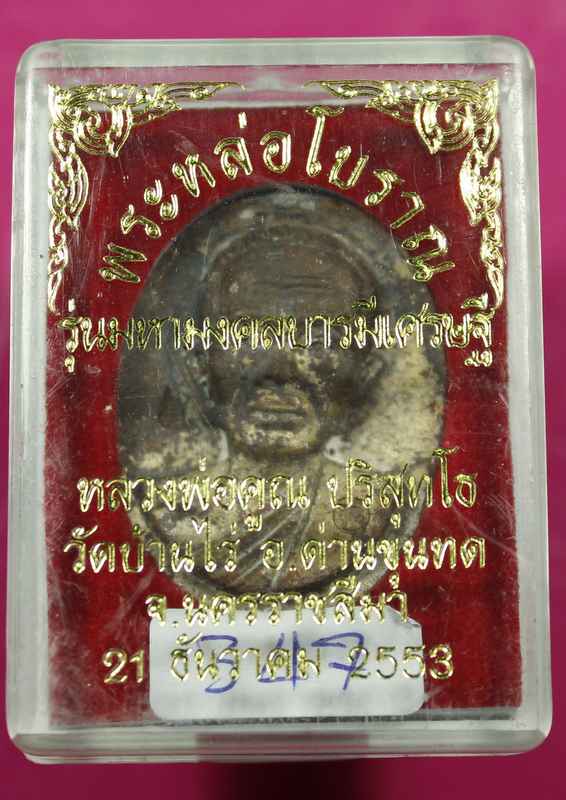 พระหล่อโบราณ
รุ่นมหามงคลบารมีเศรษฐี
หลวงพ่อคูณ ปริสุทโธ
วัดบ้านไร่ อ.ด่านขุนทด
จ.นครราชสีมา
21 ธันวาคม 2553
347